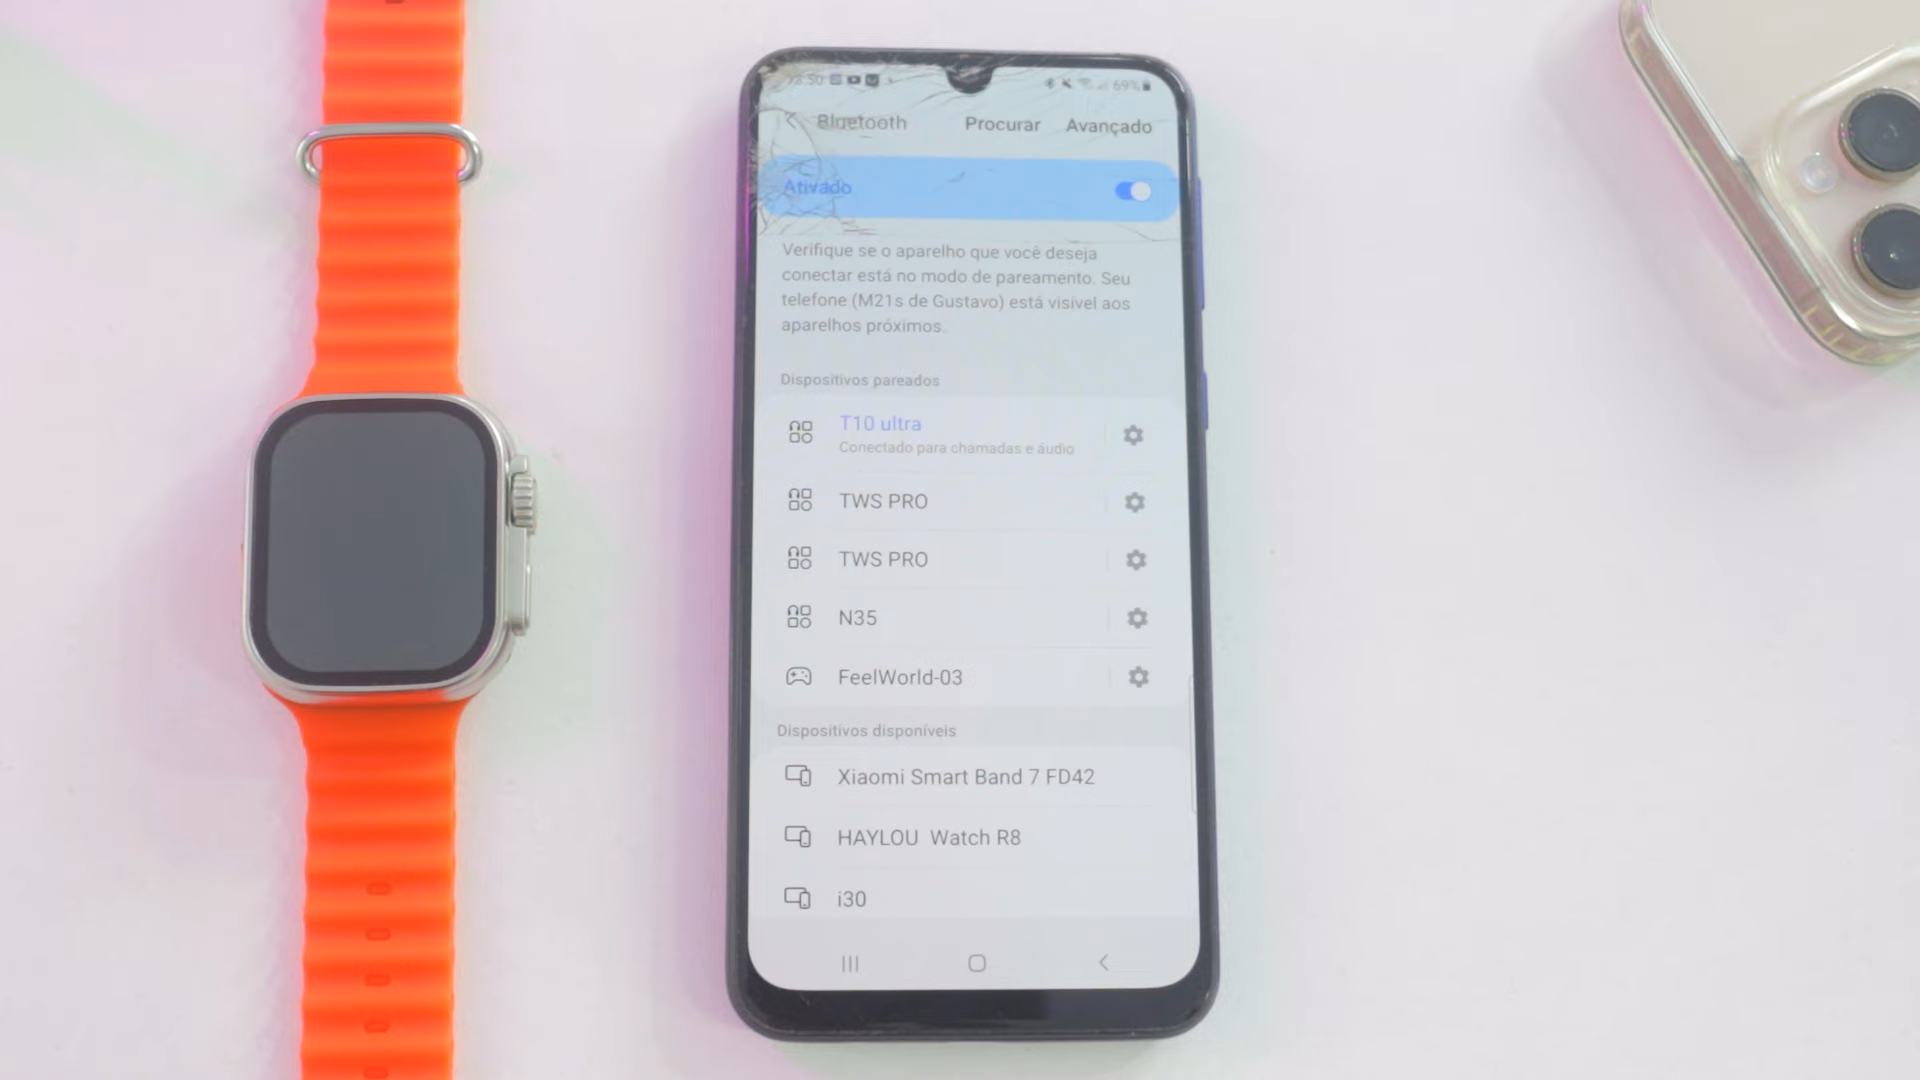 69%
Bluetooth
Procurar
Avançado
Ativado
Verifique se o aparelho que você deseja
conectar está no modo de pareamento. Seu
telefone (M21s de Gustavo) está visível aos
aparelhos próximos.
Dispositivos pareados
T10 ultra
Conectado para chamadas e áudio
TWS PRO
TWS PRO
N35
FeelWorld-03
Dispositivos disponíveis
Xiaomi Smart Band 7 FD42
HAYLOU Watch R8
i30